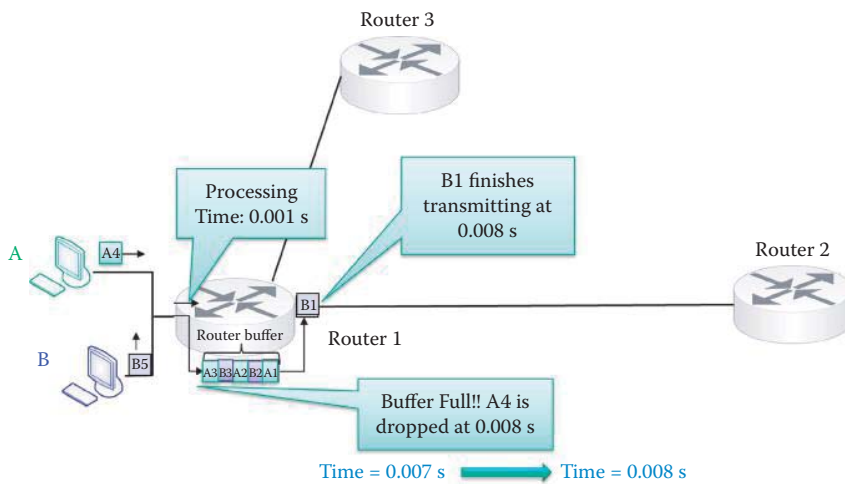 Router 3
Processing
Time: 0.001 s
B1 finishes
transmitting at
0.008 s
A
A4
Router 2
B1
Router buffer
Router 1
B
B5
A3 B3 A2 B2 A1
Buffer Full!! A4 is
dropped at 0.008 s
Time = 0.007 s Time = 0.008 s